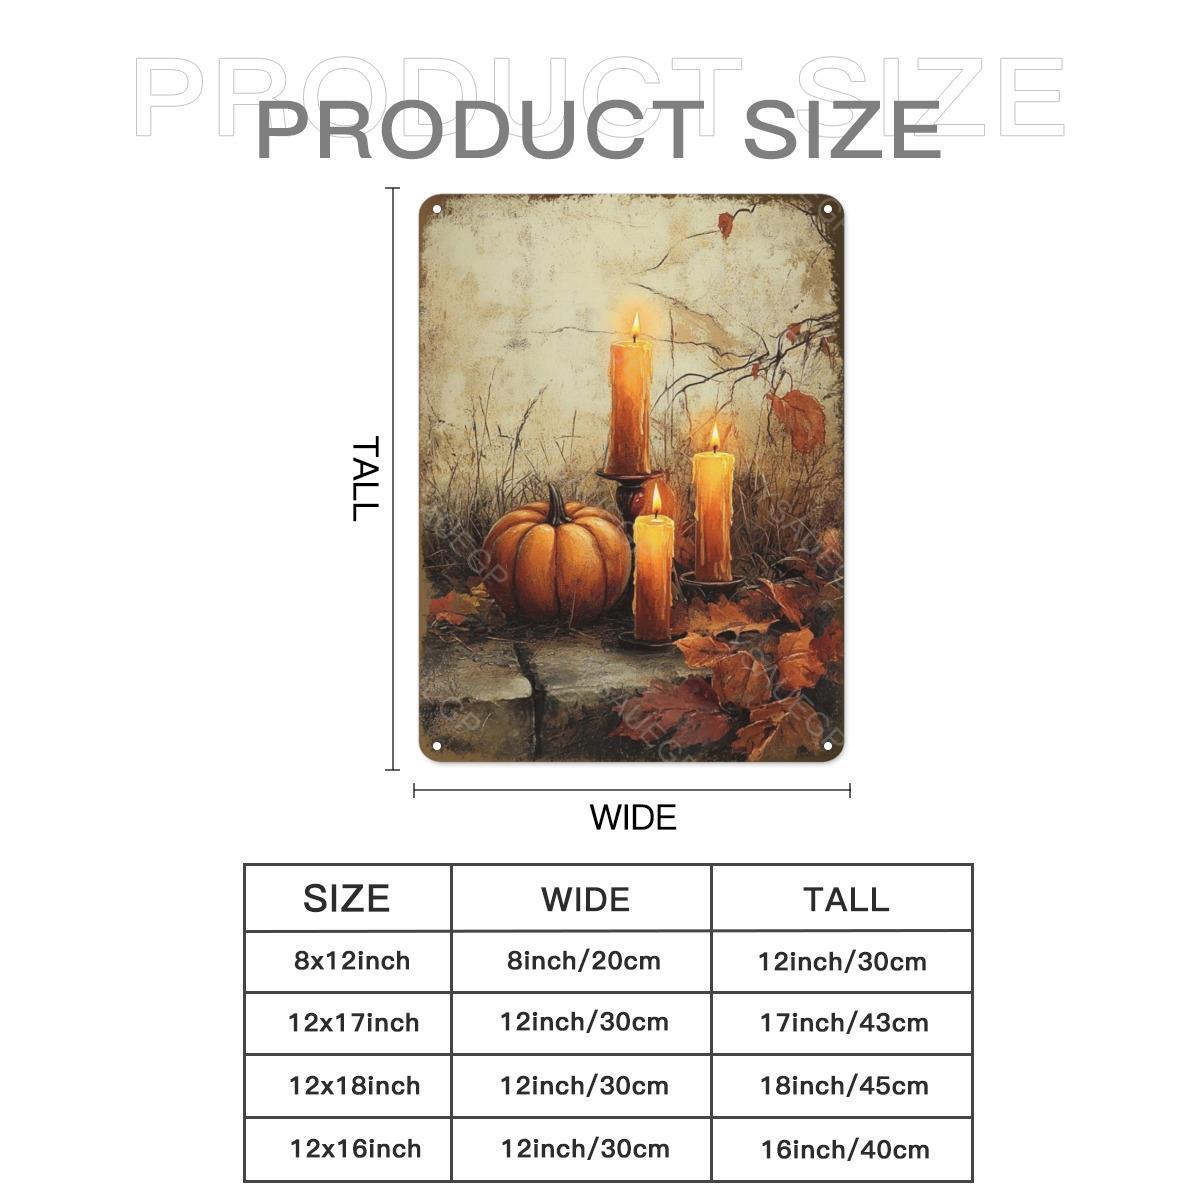 PRODUCT SIZE
PRODUCT SIZE
TALL
SAUEGP
WIDE
SIZE WIDE TALL
8x12inch 8inch/20cm 12inch/30cm
12x17inch 12inch/30cm 17inch/43cm
12x18inch 12inch/30cm 18inch/45cm
12x16inch 12inch/30cm 16inch/40cm